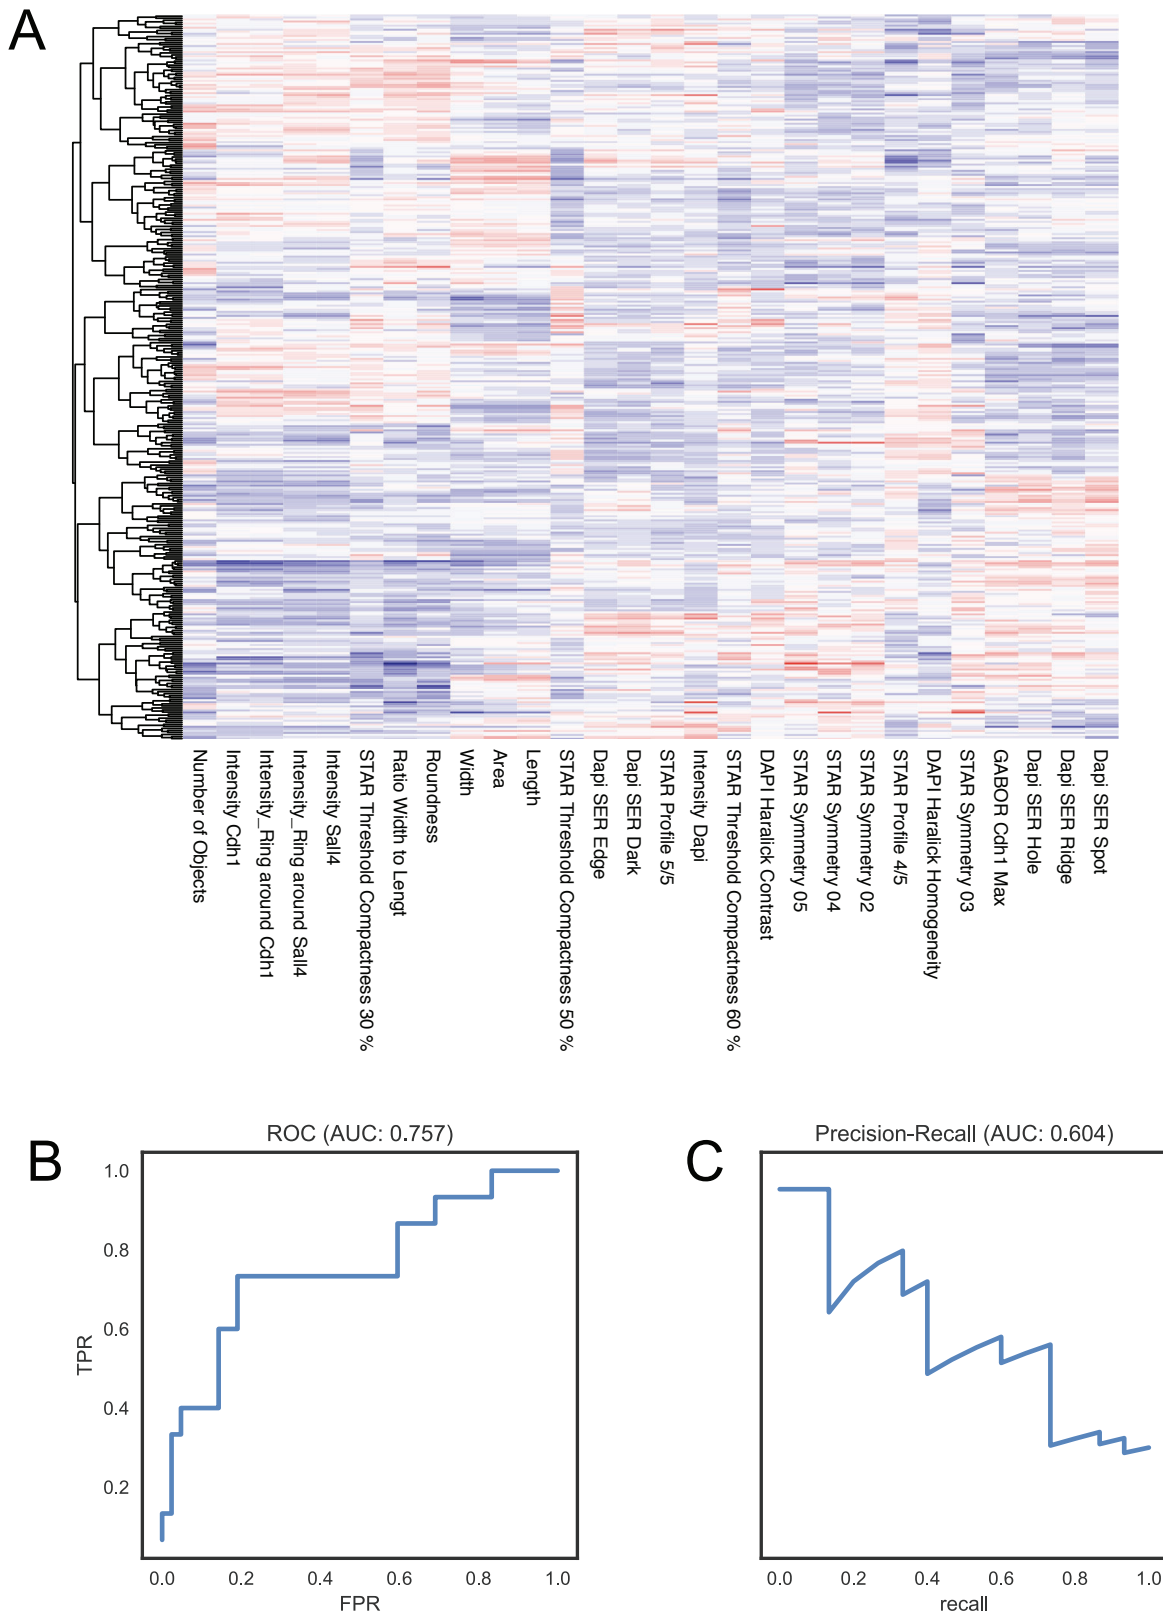 A
Number of Objects
Intensity Cdh1
Intensity_Ring around Cdh1
Intensity_Ring around Sall4
Intensity Sall4
STAR Threshold Compactness 30 %
Ratio Width to Lengt
Roundness
Width
Area
Length
STAR Threshold Compactness 50 %
Dapi SER Edge
Dapi SER Dark
STAR Profile 5/5
Intensity Dapi
STAR Threshold Compactness 60 %
DAPI Haralick Contrast
STAR Symmetry 05
STAR Symmetry 04
STAR Symmetry 02
STAR Profile 4/5
DAPI Haralick Homogeneity
STAR Symmetry 03
GABOR Cdh1 Max
Dapi SER Hole
Dapi SER Ridge
Dapi SER Spot
B
ROC (AUC: 0.757)
1.0
0.8
0.6
0.4
0.2
TPR
0.0 0.2 0.4 0.6 0.8 1.0
FPR
C
Precision-Recall (AUC: 0.604)
0.0 0.2 0.4 0.6 0.8 1.0
recall